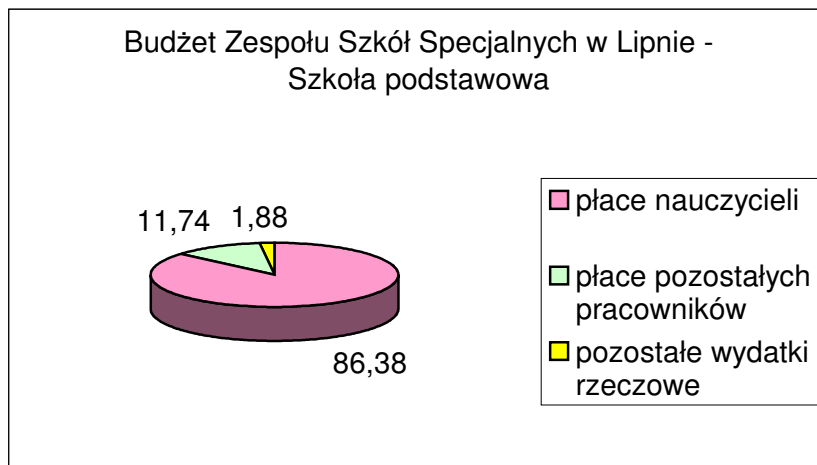 Budżet Zespołu Szkół Specjalnych w Lipnie -
Szkoła podstawowa
11,74 1,88
86,38
płace nauczycieli
płace pozostałych
pracowników
pozostałe wydatki
rzeczowe